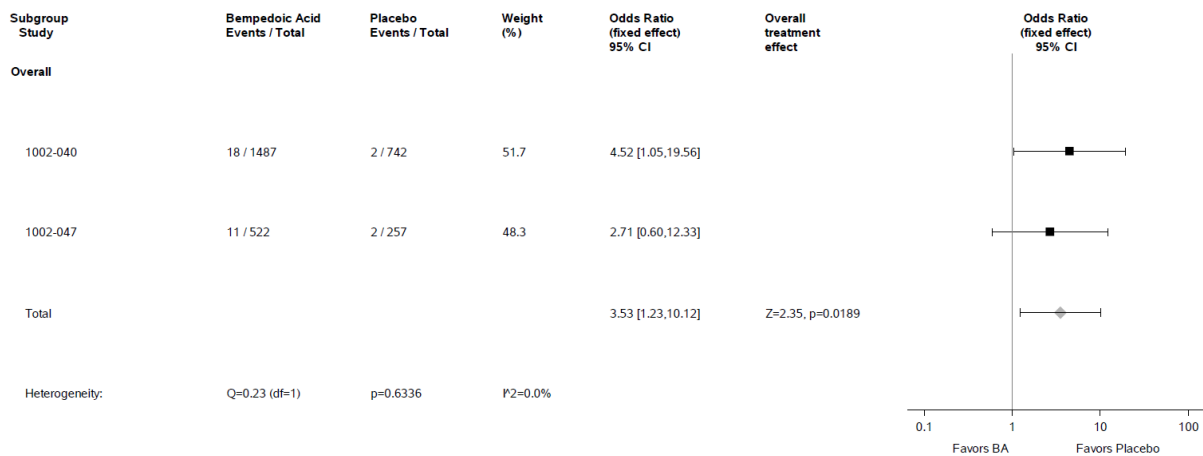 Subgroup Study Bempedoic Acid Events / Total Placebo Events / Total Weight (%) Odds Ratio (fixed effect) 95% CI Overall treatment effect Odds Ratio (fixed effect) 95% CI
Overall
1002-040 18 / 1487 2 / 742 51.7 4.52 [1.05,19.56]
1002-047 11 / 522 2 / 257 48.3 2.71 [0.60,12.33]
Total 3.53 [1.23,10.12] Z=2.35, p=0.0189
Heterogeneity: Q=0.23 (df=1) p=0.6336 I^2=0.0%
0.1 1 10 100
Favors BA Favors Placebo